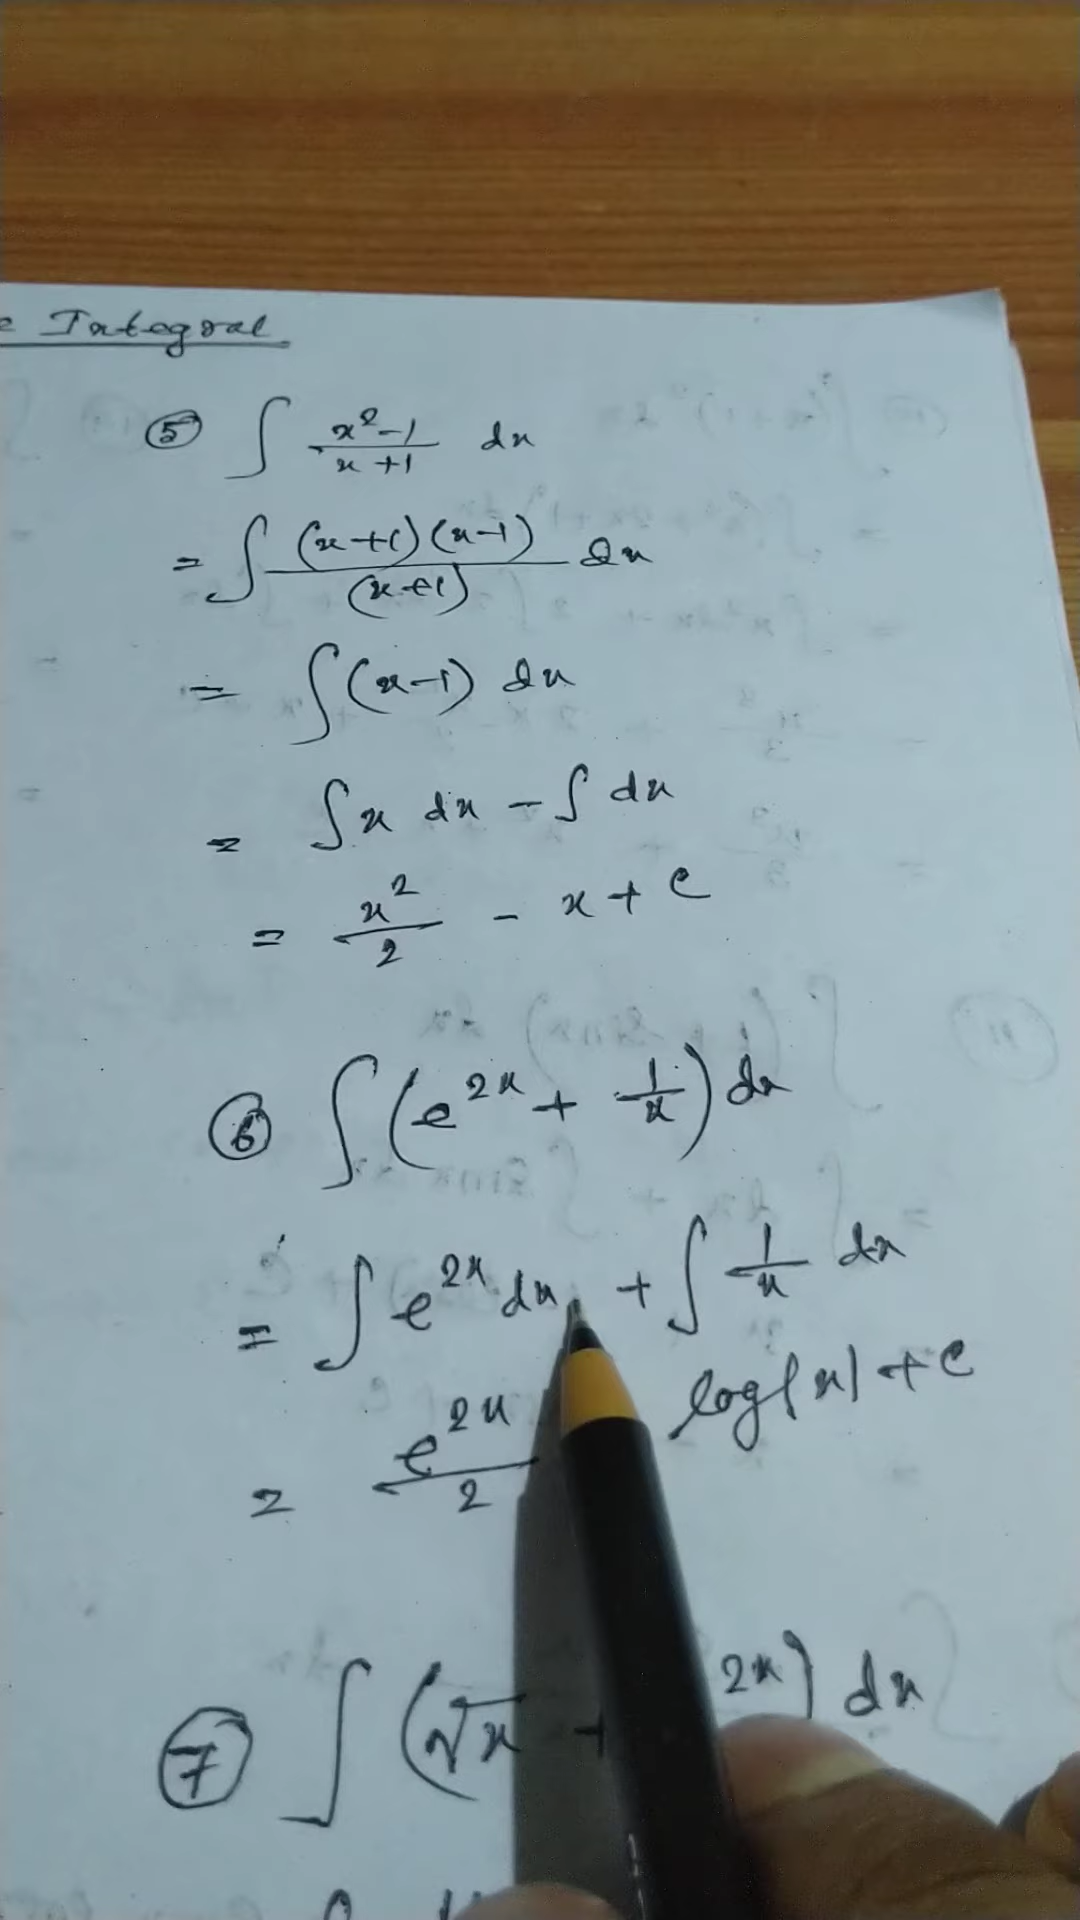 Integral
⑤ ∫ x²-1 / x+1 dx
= ∫ (x+1)(x-1) / (x+1) dx
= ∫ (x-1) dx
= ∫ x dx - ∫ dx
= x²/2 - x + c
⑥ ∫ (e^2x + 1/x) dx
= ∫ e^2x dx + ∫ 1/x dx
= e^2x / 2 log|x| + c
⑦ ∫ (√x + 2x) dx